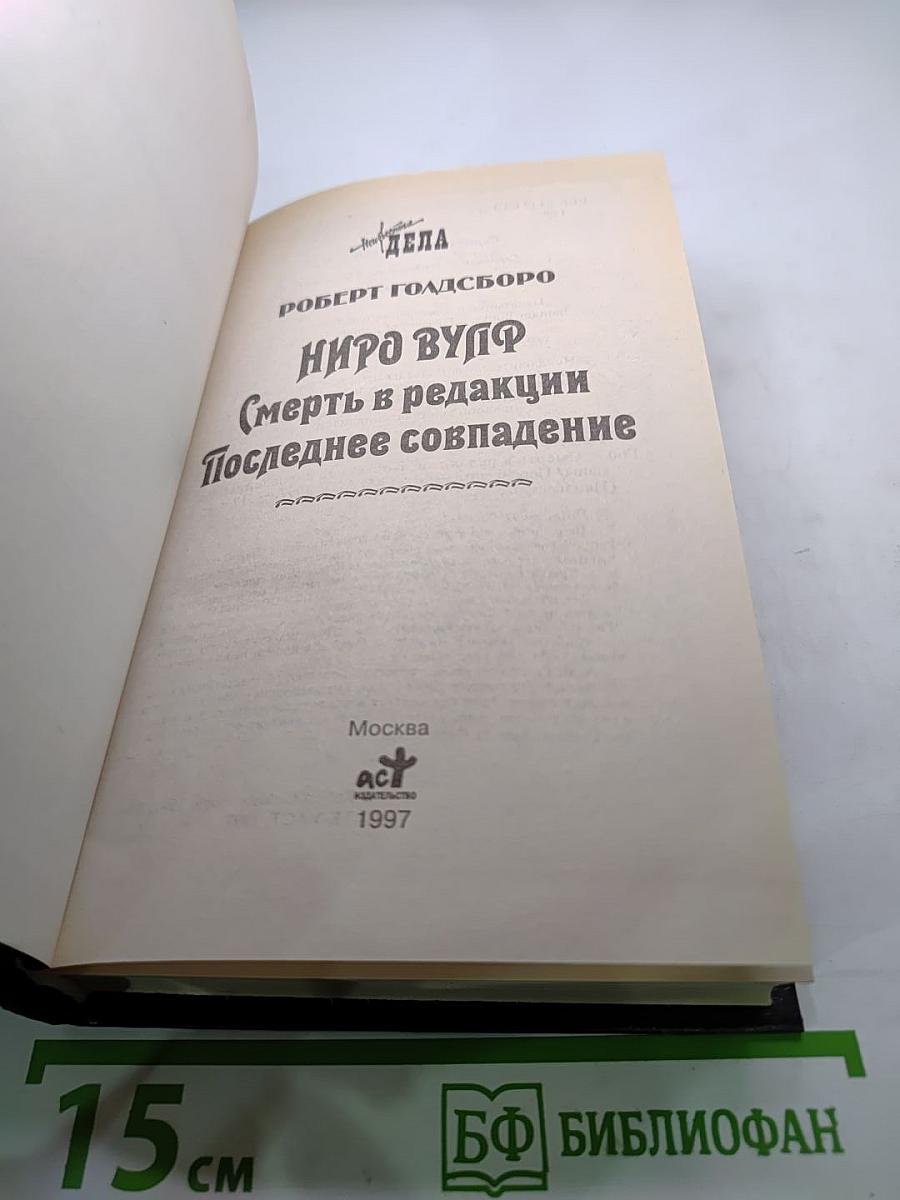 Неизвестные
ДЕЛА
РОБЕРТ ГОЛДСБОРО
НИРО ВУЛФ
Смерть в редакции
Последнее совпадение
Москва
аст
ИЗДАТЕЛЬСТВО
1997
15 см
БФ БИБЛИОФАН